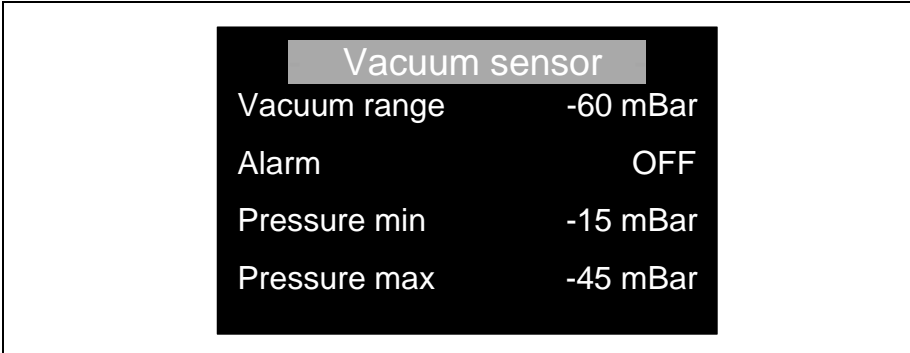 Vacuum sensor
Vacuum range -60 mBar
Alarm OFF
Pressure min -15 mBar
Pressure max -45 mBar